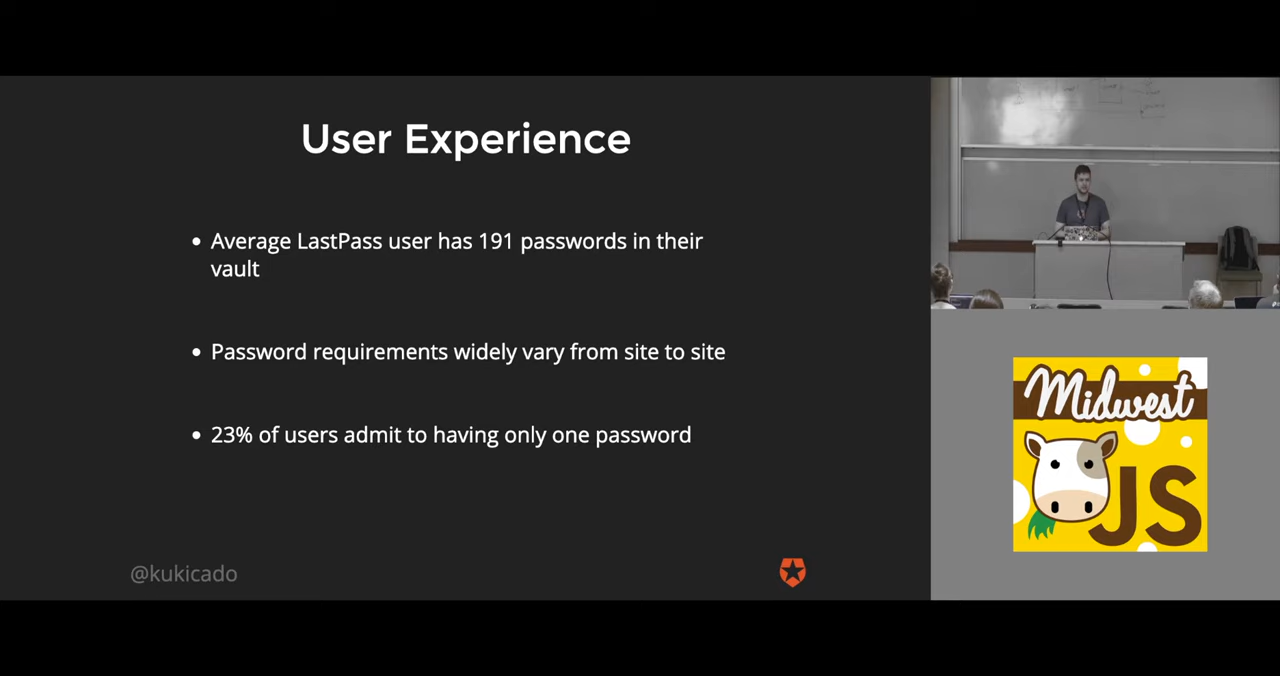 User Experience
• Average LastPass user has 191 passwords in their
vault
• Password requirements widely vary from site to site
• 23% of users admit to having only one password
@kukicado
Midwest
JS